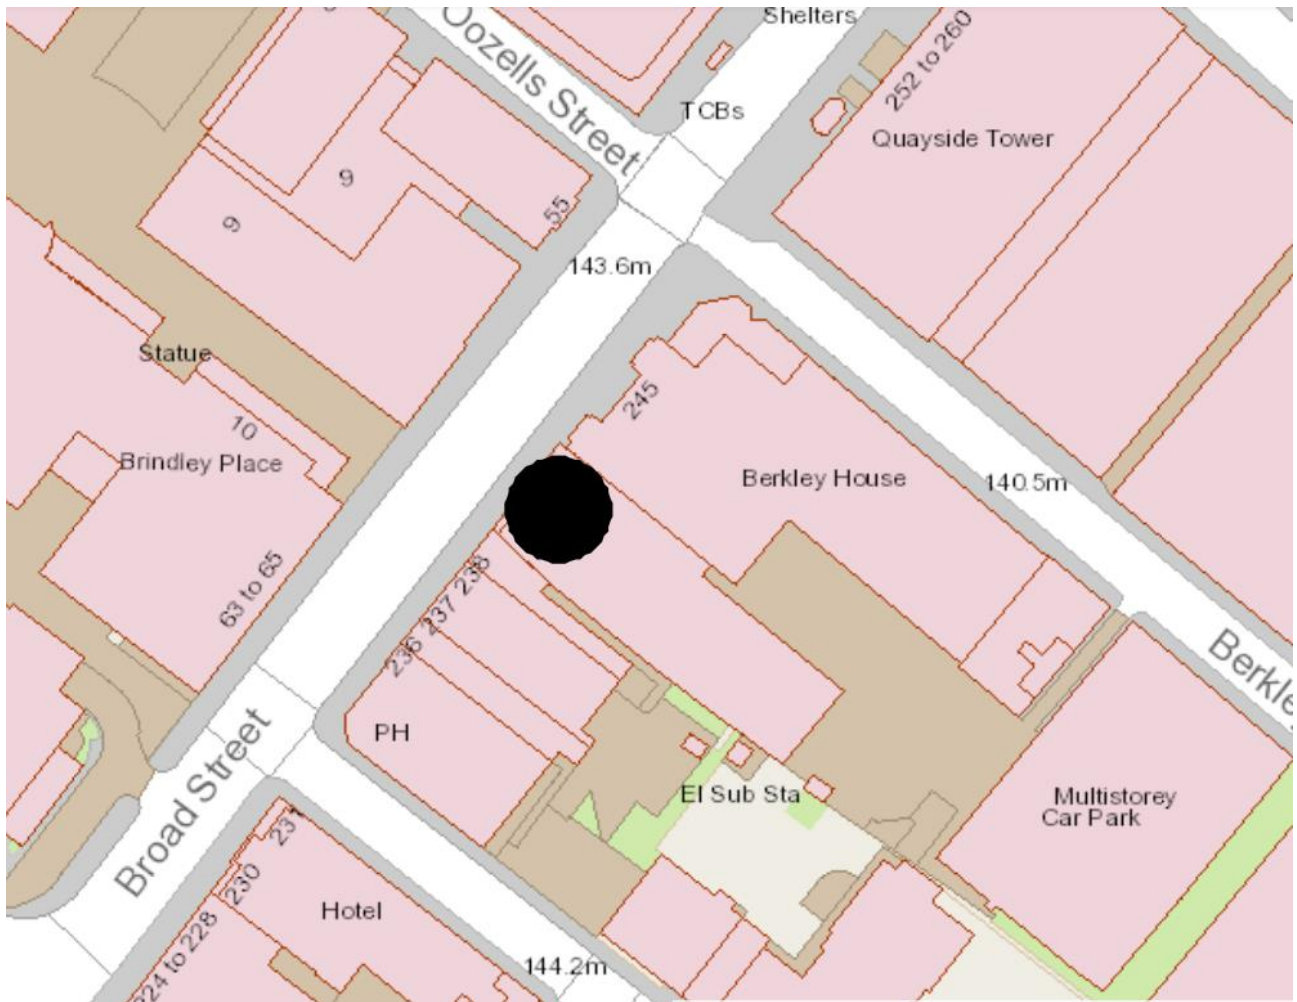 Shelters
Oozells Street
TCBs
252 to 260
Quayside Tower
9
9
55
143.6m
Statue
245
10
Brindley Place
Berkley House
140.5m
63 to 65
238
237
236
Berkley
PH
Broad Street
El Sub Sta
Multistorey
Car Park
231
230
Hotel
224 to 228
144.2m